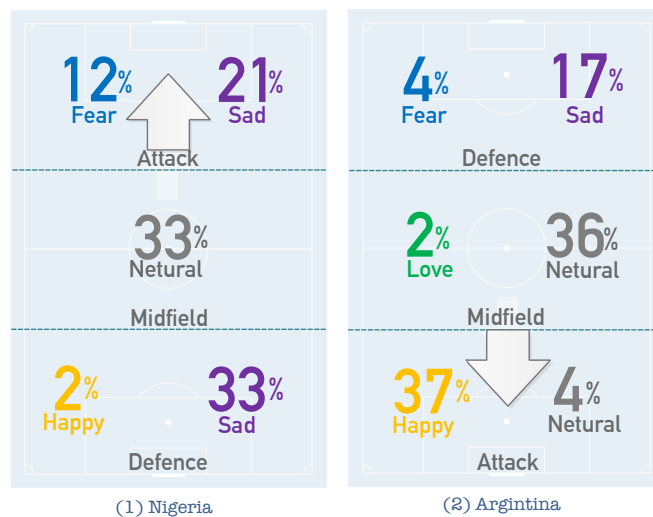 12% 21%
Fear Sad
Attack
33%
Netural
Midfield
2% 33%
Happy Sad
Defence
(1) Nigeria
4% 17%
Fear Sad
Defence
2% 36%
Love Netural
Midfield
37% 4%
Happy Netural
Attack
(2) Argintina